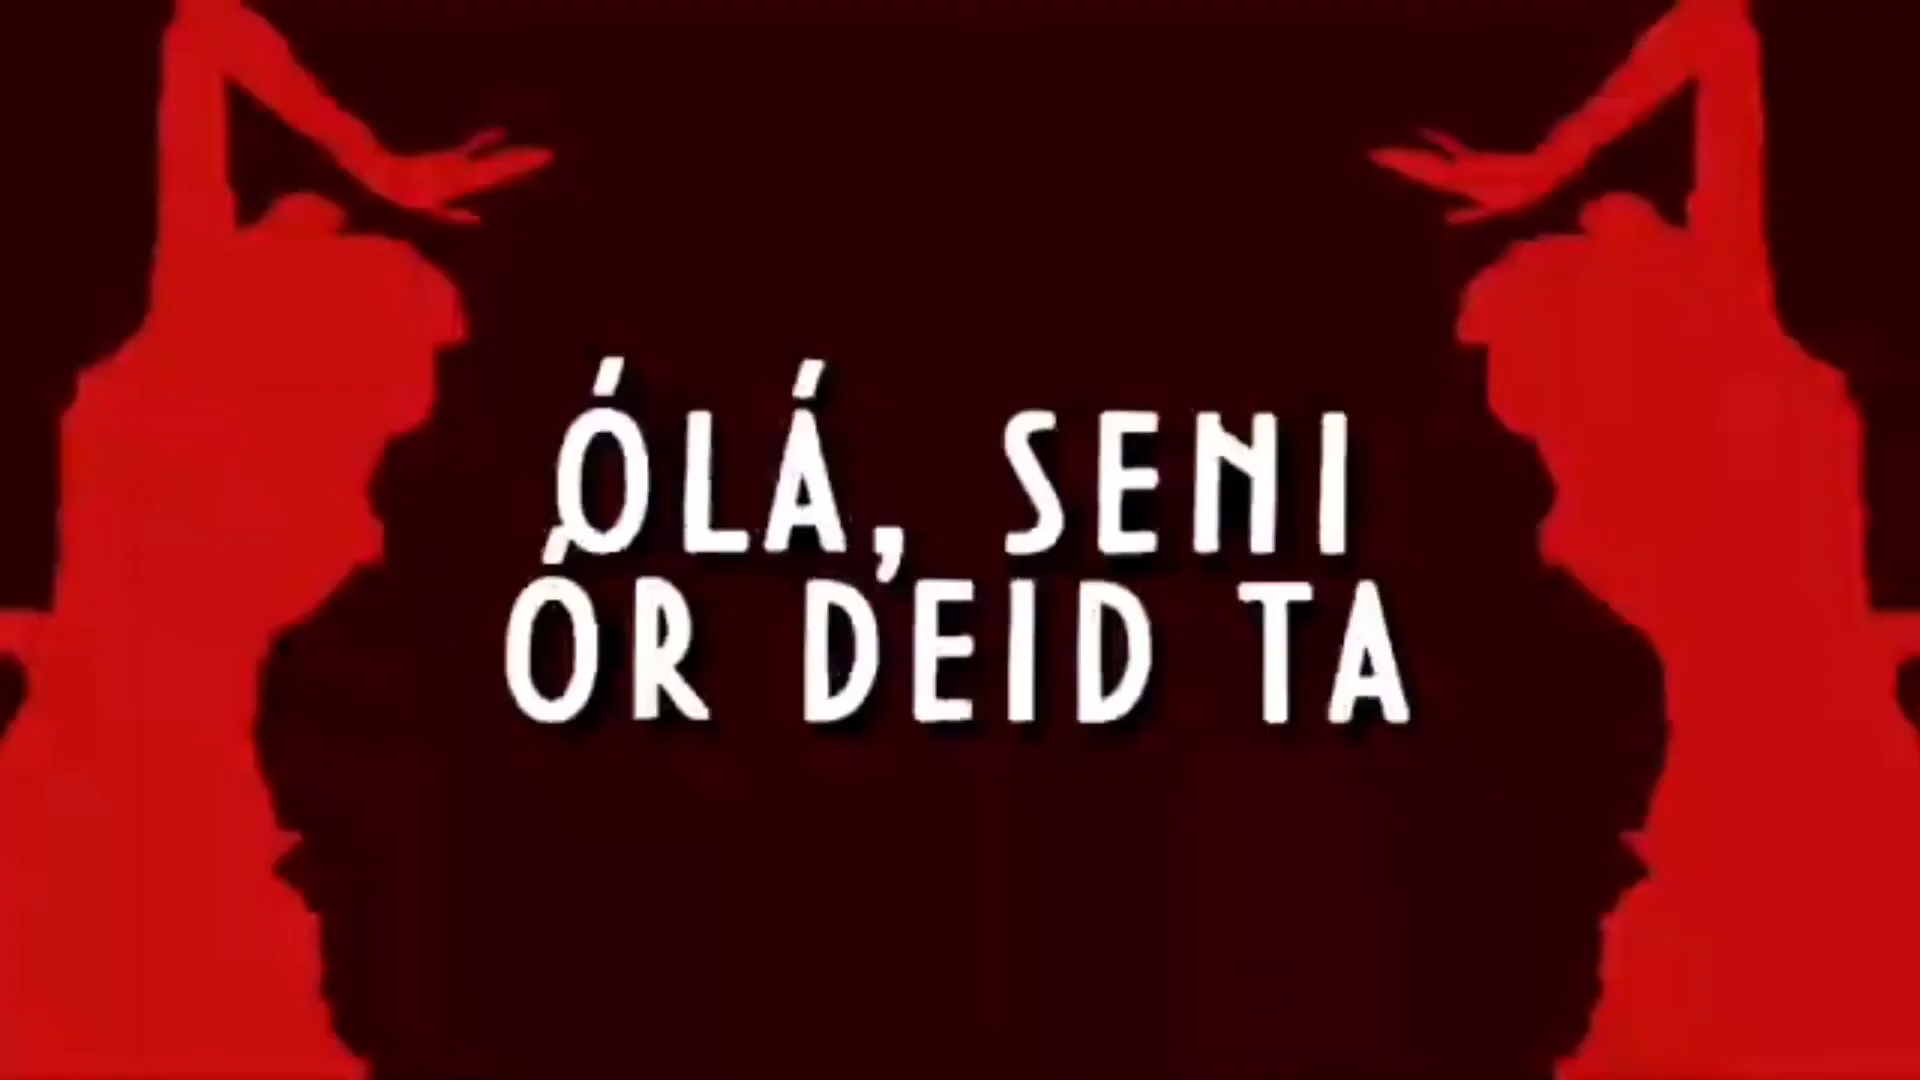 ÓLÁ, SENI
ÓR DEID TA